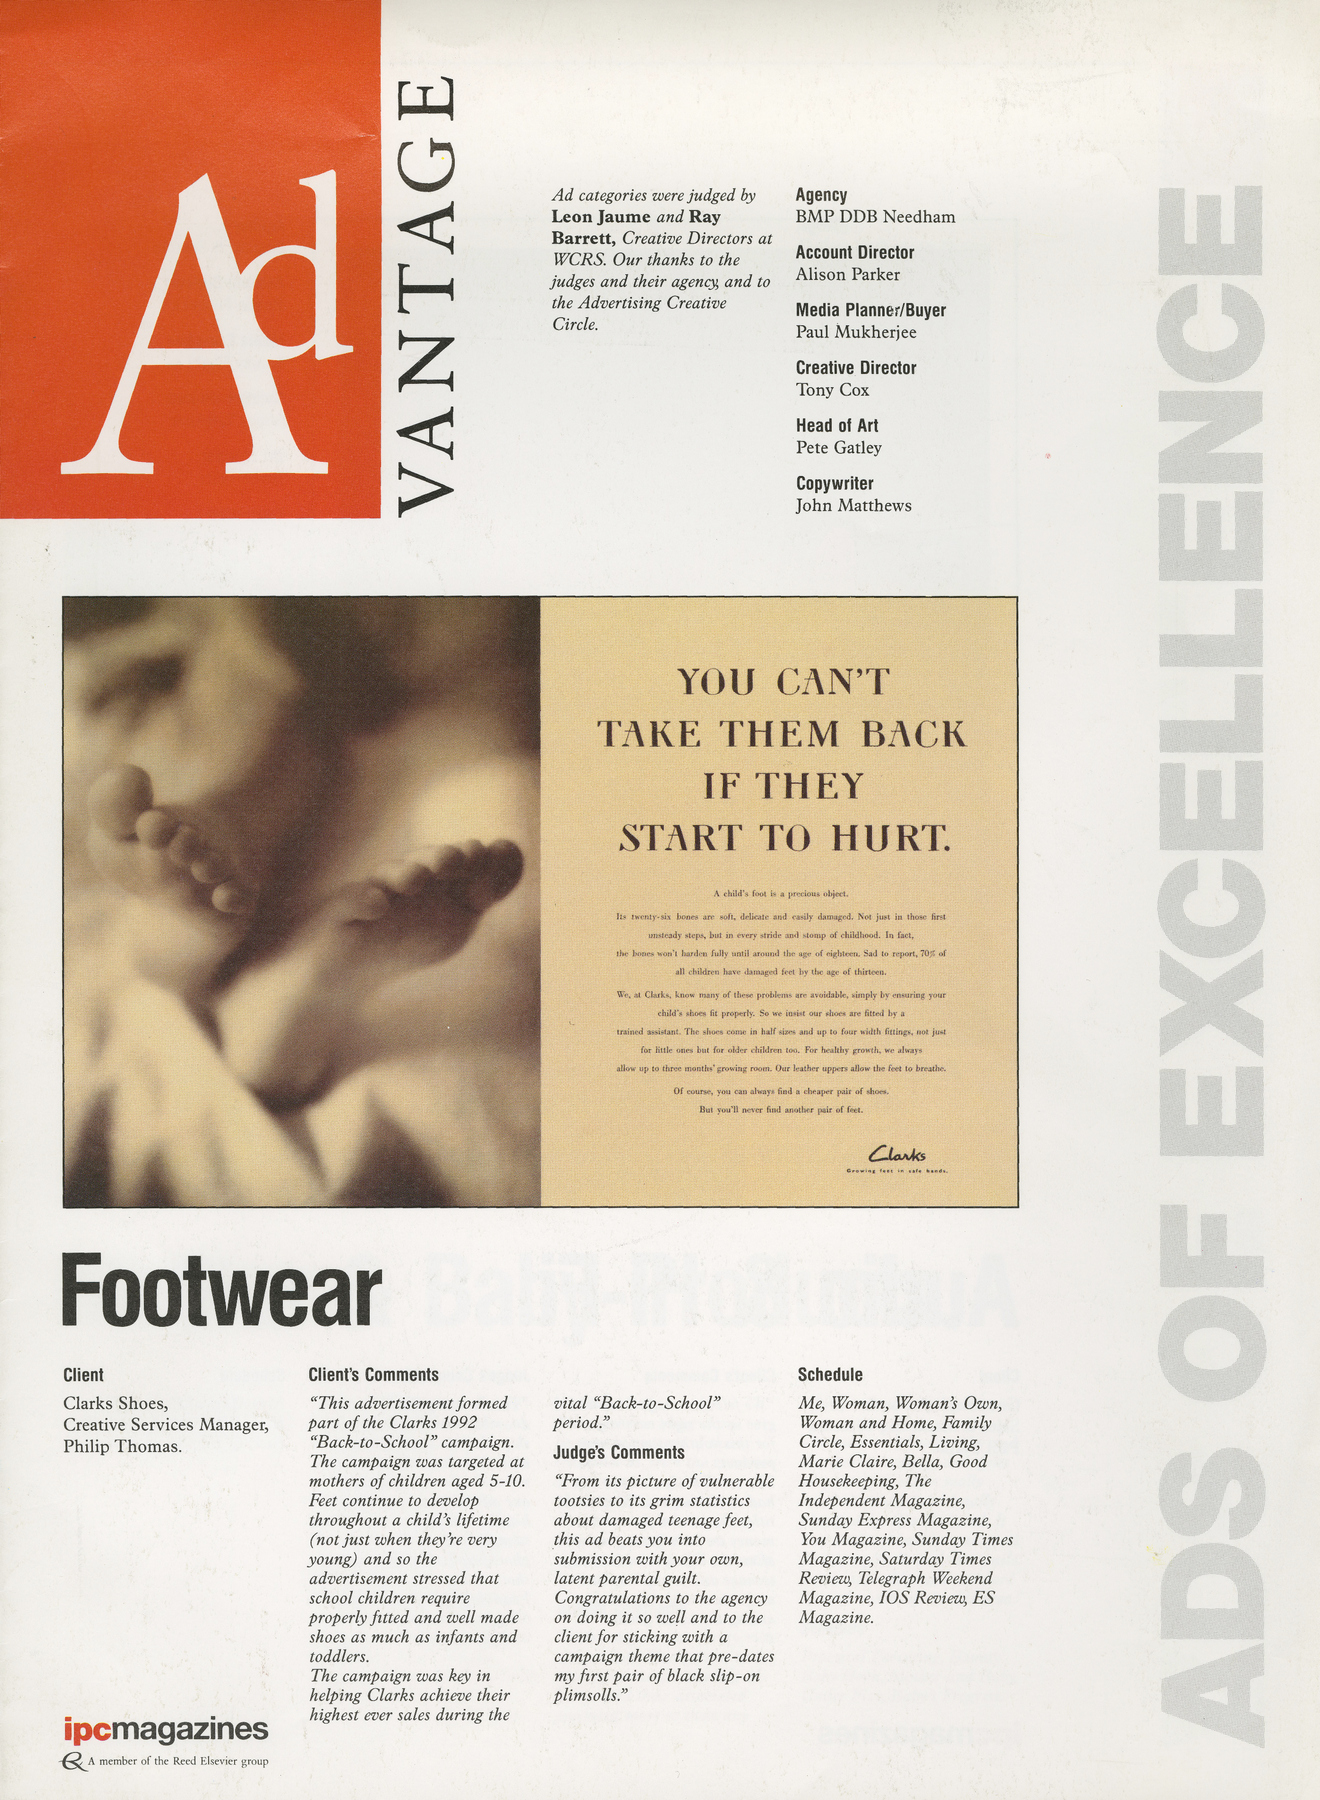 Ad
VANTAGE
Ad categories were judged by
Leon Jaume and Ray
Barrett, Creative Directors at
WCRS. Our thanks to the
judges and their agency, and to
the Advertising Creative
Circle.
Agency
BMP DDB Needham
Account Director
Alison Parker
Media Planner/Buyer
Paul Mukherjee
Creative Director
Tony Cox
Head of Art
Pete Gatley
Copywriter
John Matthews
ADS OF EXCELLENCE
YOU CAN'T
TAKE THEM BACK
IF THEY
START TO HURT.
A child's foot is a precious object.
Its twenty-six bones are soft, delicate and easily damaged. Not just in those first
unsteady steps, but in every stride and stomp of childhood. In fact,
the bones won't harden fully until around the age of eighteen. Sad to report, 70% of
all children have damaged feet by the age of thirteen.
We, at Clarks, know many of these problems are avoidable, simply by ensuring your
child's shoes fit properly. So we insist our shoes are fitted by a
trained assistant. The shoes come in half sizes and up to four width fittings, not just
for little ones but for older children too. For healthy growth, we always
allow up to three months' growing room. Our leather uppers allow the feet to breathe.
Of course, you can always find a cheaper pair of shoes.
But you'll never find another pair of feet.
Clarks
Growing feet in safe hands.
Footwear
Client
Clarks Shoes,
Creative Services Manager,
Philip Thomas.
Client's Comments
"This advertisement formed
part of the Clarks 1992
"Back-to-School" campaign.
The campaign was targeted at
mothers of children aged 5-10.
Feet continue to develop
throughout a child's lifetime
(not just when they're very
young) and so the
advertisement stressed that
school children require
properly fitted and well made
shoes as much as infants and
toddlers.
The campaign was key in
helping Clarks achieve their
highest ever sales during the
vital "Back-to-School"
period."
Judge's Comments
"From its picture of vulnerable
tootsies to its grim statistics
about damaged teenage feet,
this ad beats you into
submission with your own,
latent parental guilt.
Congratulations to the agency
on doing it so well and to the
client for sticking with a
campaign theme that pre-dates
my first pair of black slip-on
plimsolls."
Schedule
Me, Woman, Woman's Own,
Woman and Home, Family
Circle, Essentials, Living,
Marie Claire, Bella, Good
Housekeeping, The
Independent Magazine,
Sunday Express Magazine,
You Magazine, Sunday Times
Magazine, Saturday Times
Review, Telegraph Weekend
Magazine, IOS Review, ES
Magazine.
ipcmagazines
A member of the Reed Elsevier group